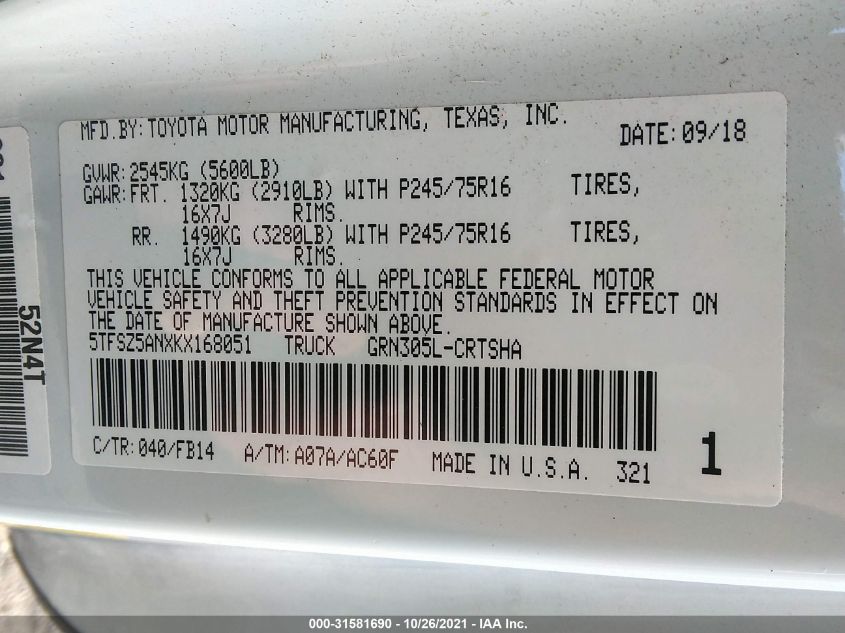 MFD.BY:TOYOTA MOTOR MANUFACTURING, TEXAS, INC.
DATE:09/18
GVWR:2545KG (5600LB)
GAWR:FRT. 1320KG (2910LB) WITH P245/75R16 TIRES,
16X7J RIMS.
RR. 1490KG (3280LB) WITH P245/75R16 TIRES,
16X7J RIMS.
THIS VEHICLE CONFORMS TO ALL APPLICABLE FEDERAL MOTOR
VEHICLE SAFETY AND THEFT PREVENTION STANDARDS IN EFFECT ON
THE DATE OF MANUFACTURE SHOWN ABOVE.
5TFSZ5ANXKX168051 TRUCK GRN305L-CRTSHA
C/TR:040/FB14 A/TM:A07A/AC60F MADE IN U.S.A. 321
1
52N4T
000-31581690 - 10/26/2021 - IAA Inc.